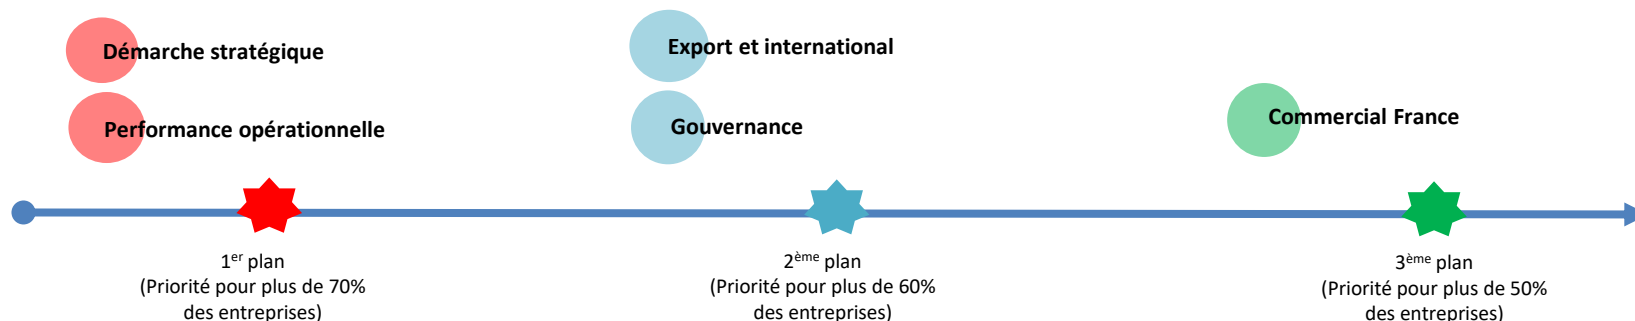 Démarche stratégique
Performance opérationnelle
Export et international
Gouvernance
Commercial France
1er plan
(Priorité pour plus de 70%
des entreprises)
2ème plan
(Priorité pour plus de 60%
des entreprises)
3ème plan
(Priorité pour plus de 50%
des entreprises)